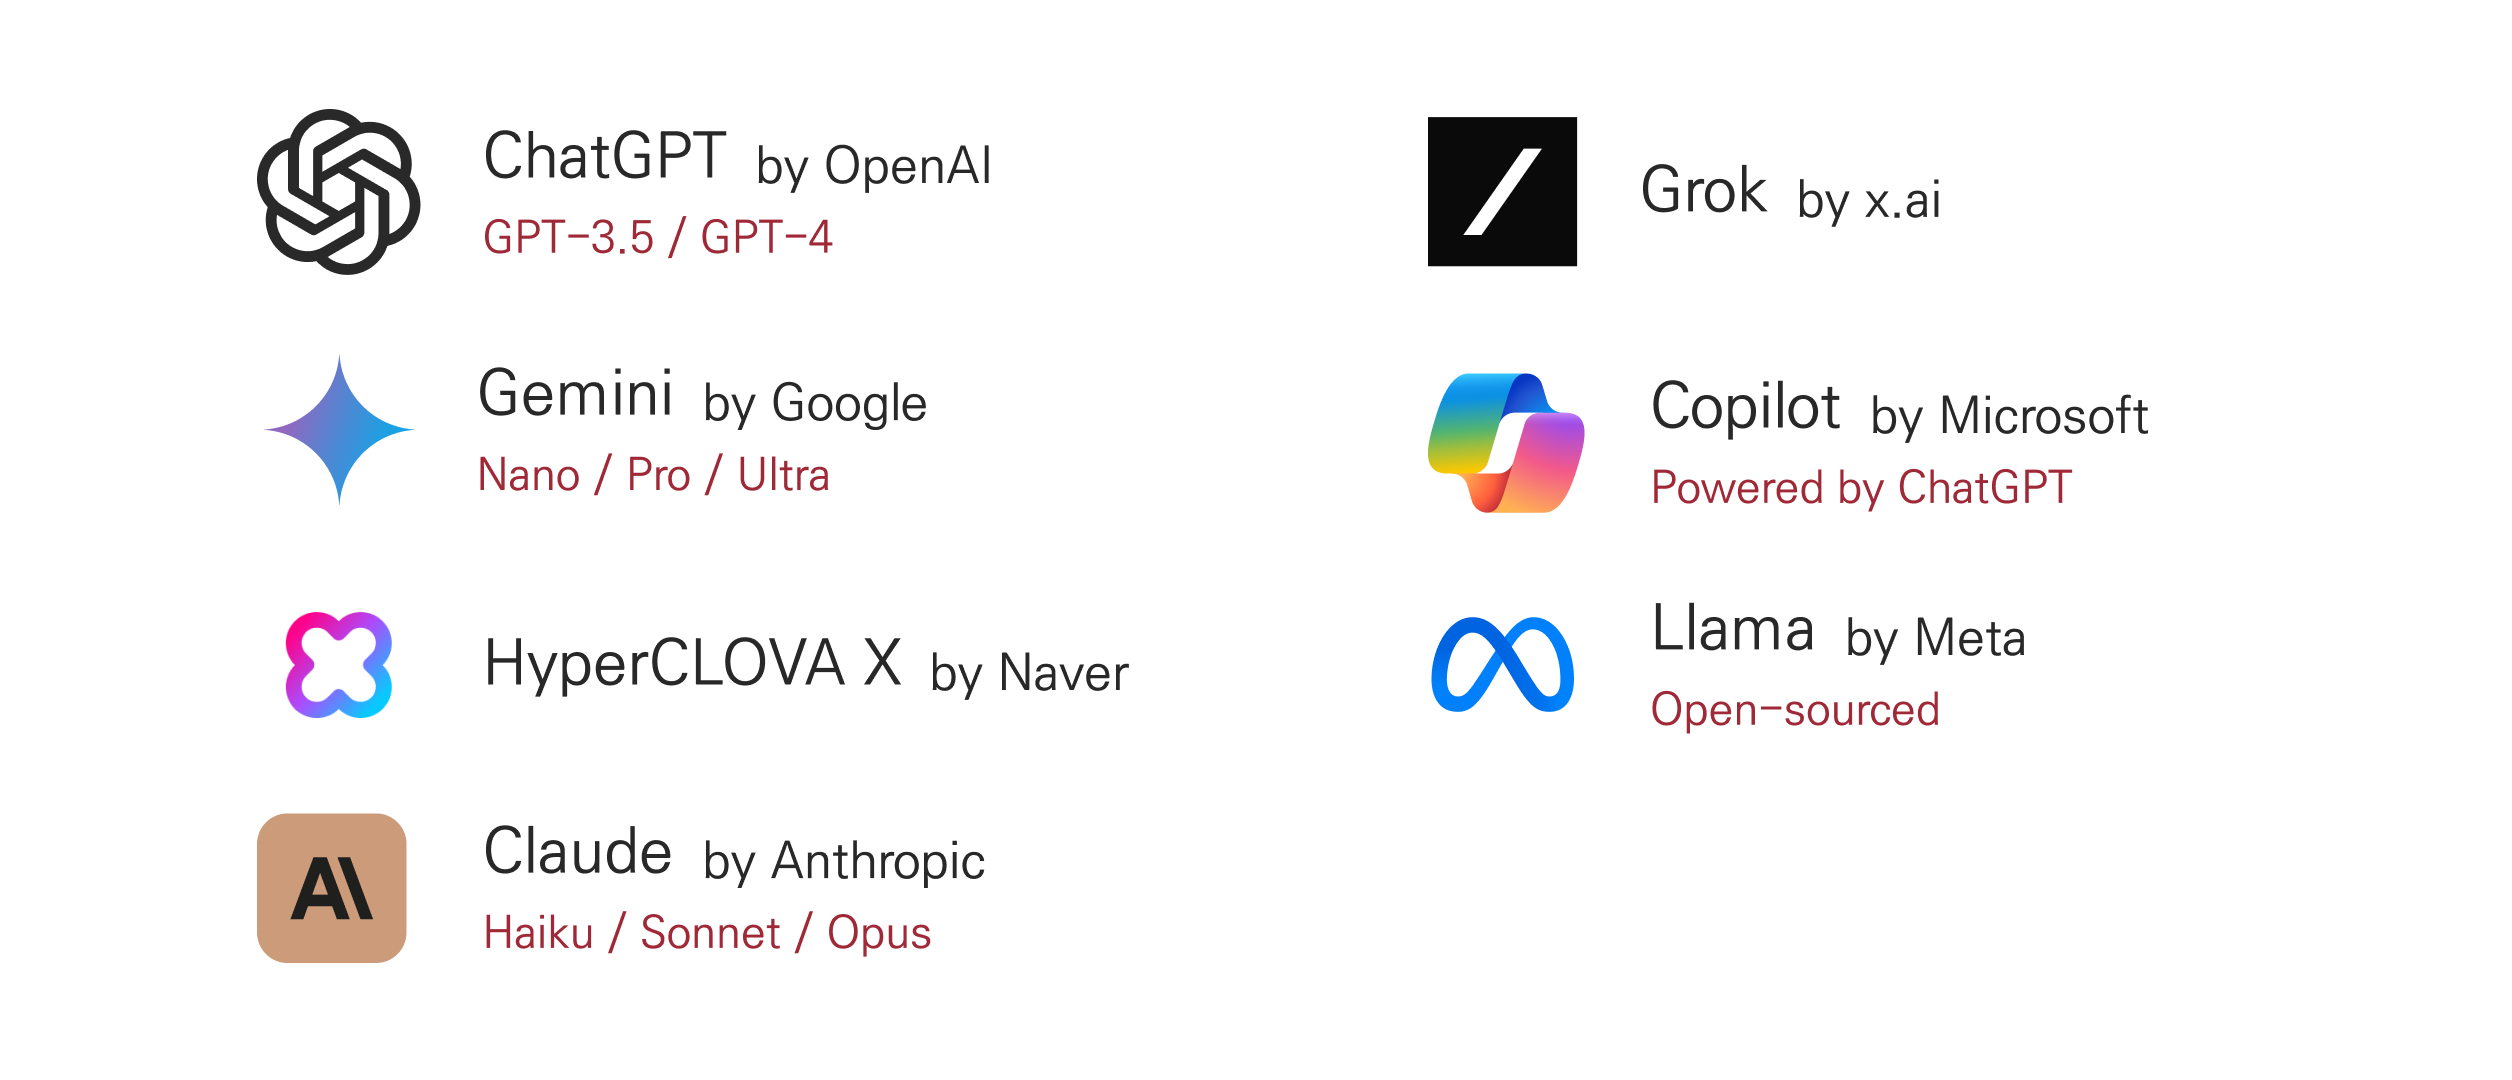 ChatGPT by OpenAI
GPT-3.5 / GPT-4
Gemini by Google
Nano / Pro / Ultra
HyperCLOVA X by Naver
Claude by Anthropic
Haiku / Sonnet / Opus
Grok by x.ai
Copilot by Microsoft
Powered by ChatGPT
Llama by Meta
Open-sourced